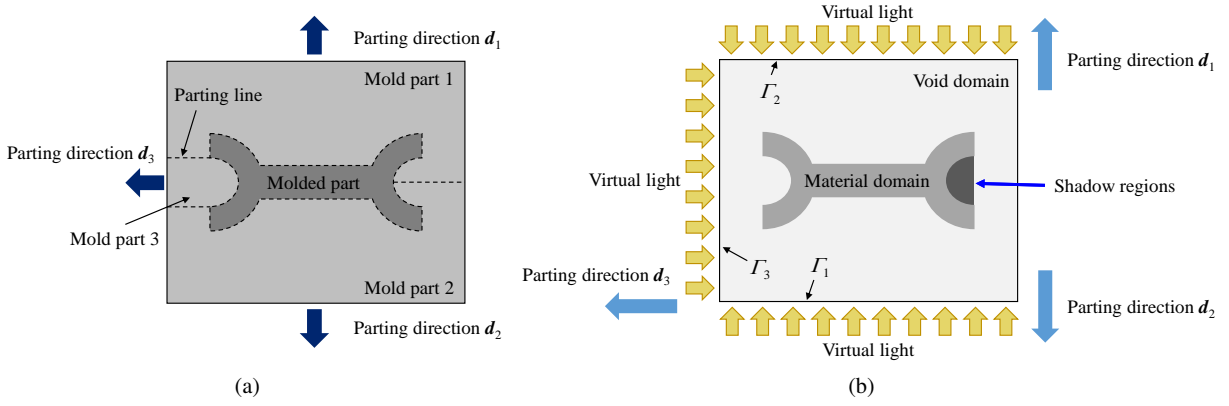 Parting direction d1
Mold part 1
Parting line
Parting direction d3
Molded part
Mold part 3
Mold part 2
Parting direction d2
(a)
Virtual light
Parting direction d1
Void domain
Γ2
Virtual light
Material domain
Shadow regions
Parting direction d3
Γ3
Γ1
Parting direction d2
Virtual light
(b)